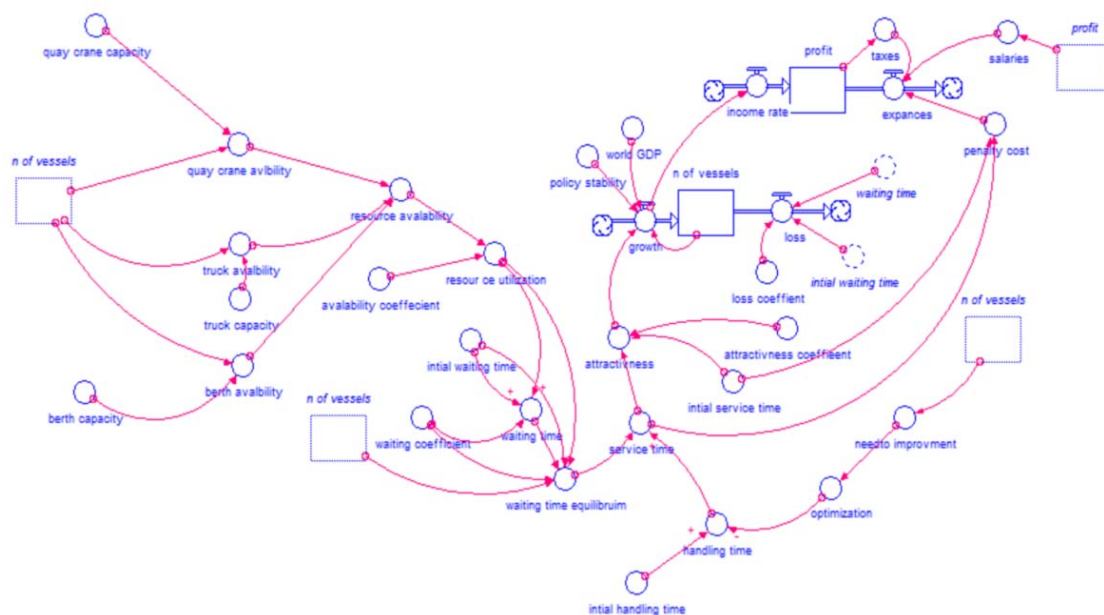 profit
quay crane capacity
profit
taxes
salaries
income rate
expances
world GDP
penalty cost
n of vessels
quay crane avlbility
policy stability
n of vessels
waiting time
resource avalability
growth
loss
truck avalbility
resour ce utilization
loss coeffient
intial waiting time
avalability coeffecient
n of vessels
truck capacity
intial waiting time
attractivness
attractivness coeffieent
berth avalbility
intial service time
berth capacity
n of vessels
waiting coefficient
+
+
waiting time
service time
needto improvment
waiting time equilibruim
optimization
+
-
handling time
intial handling time